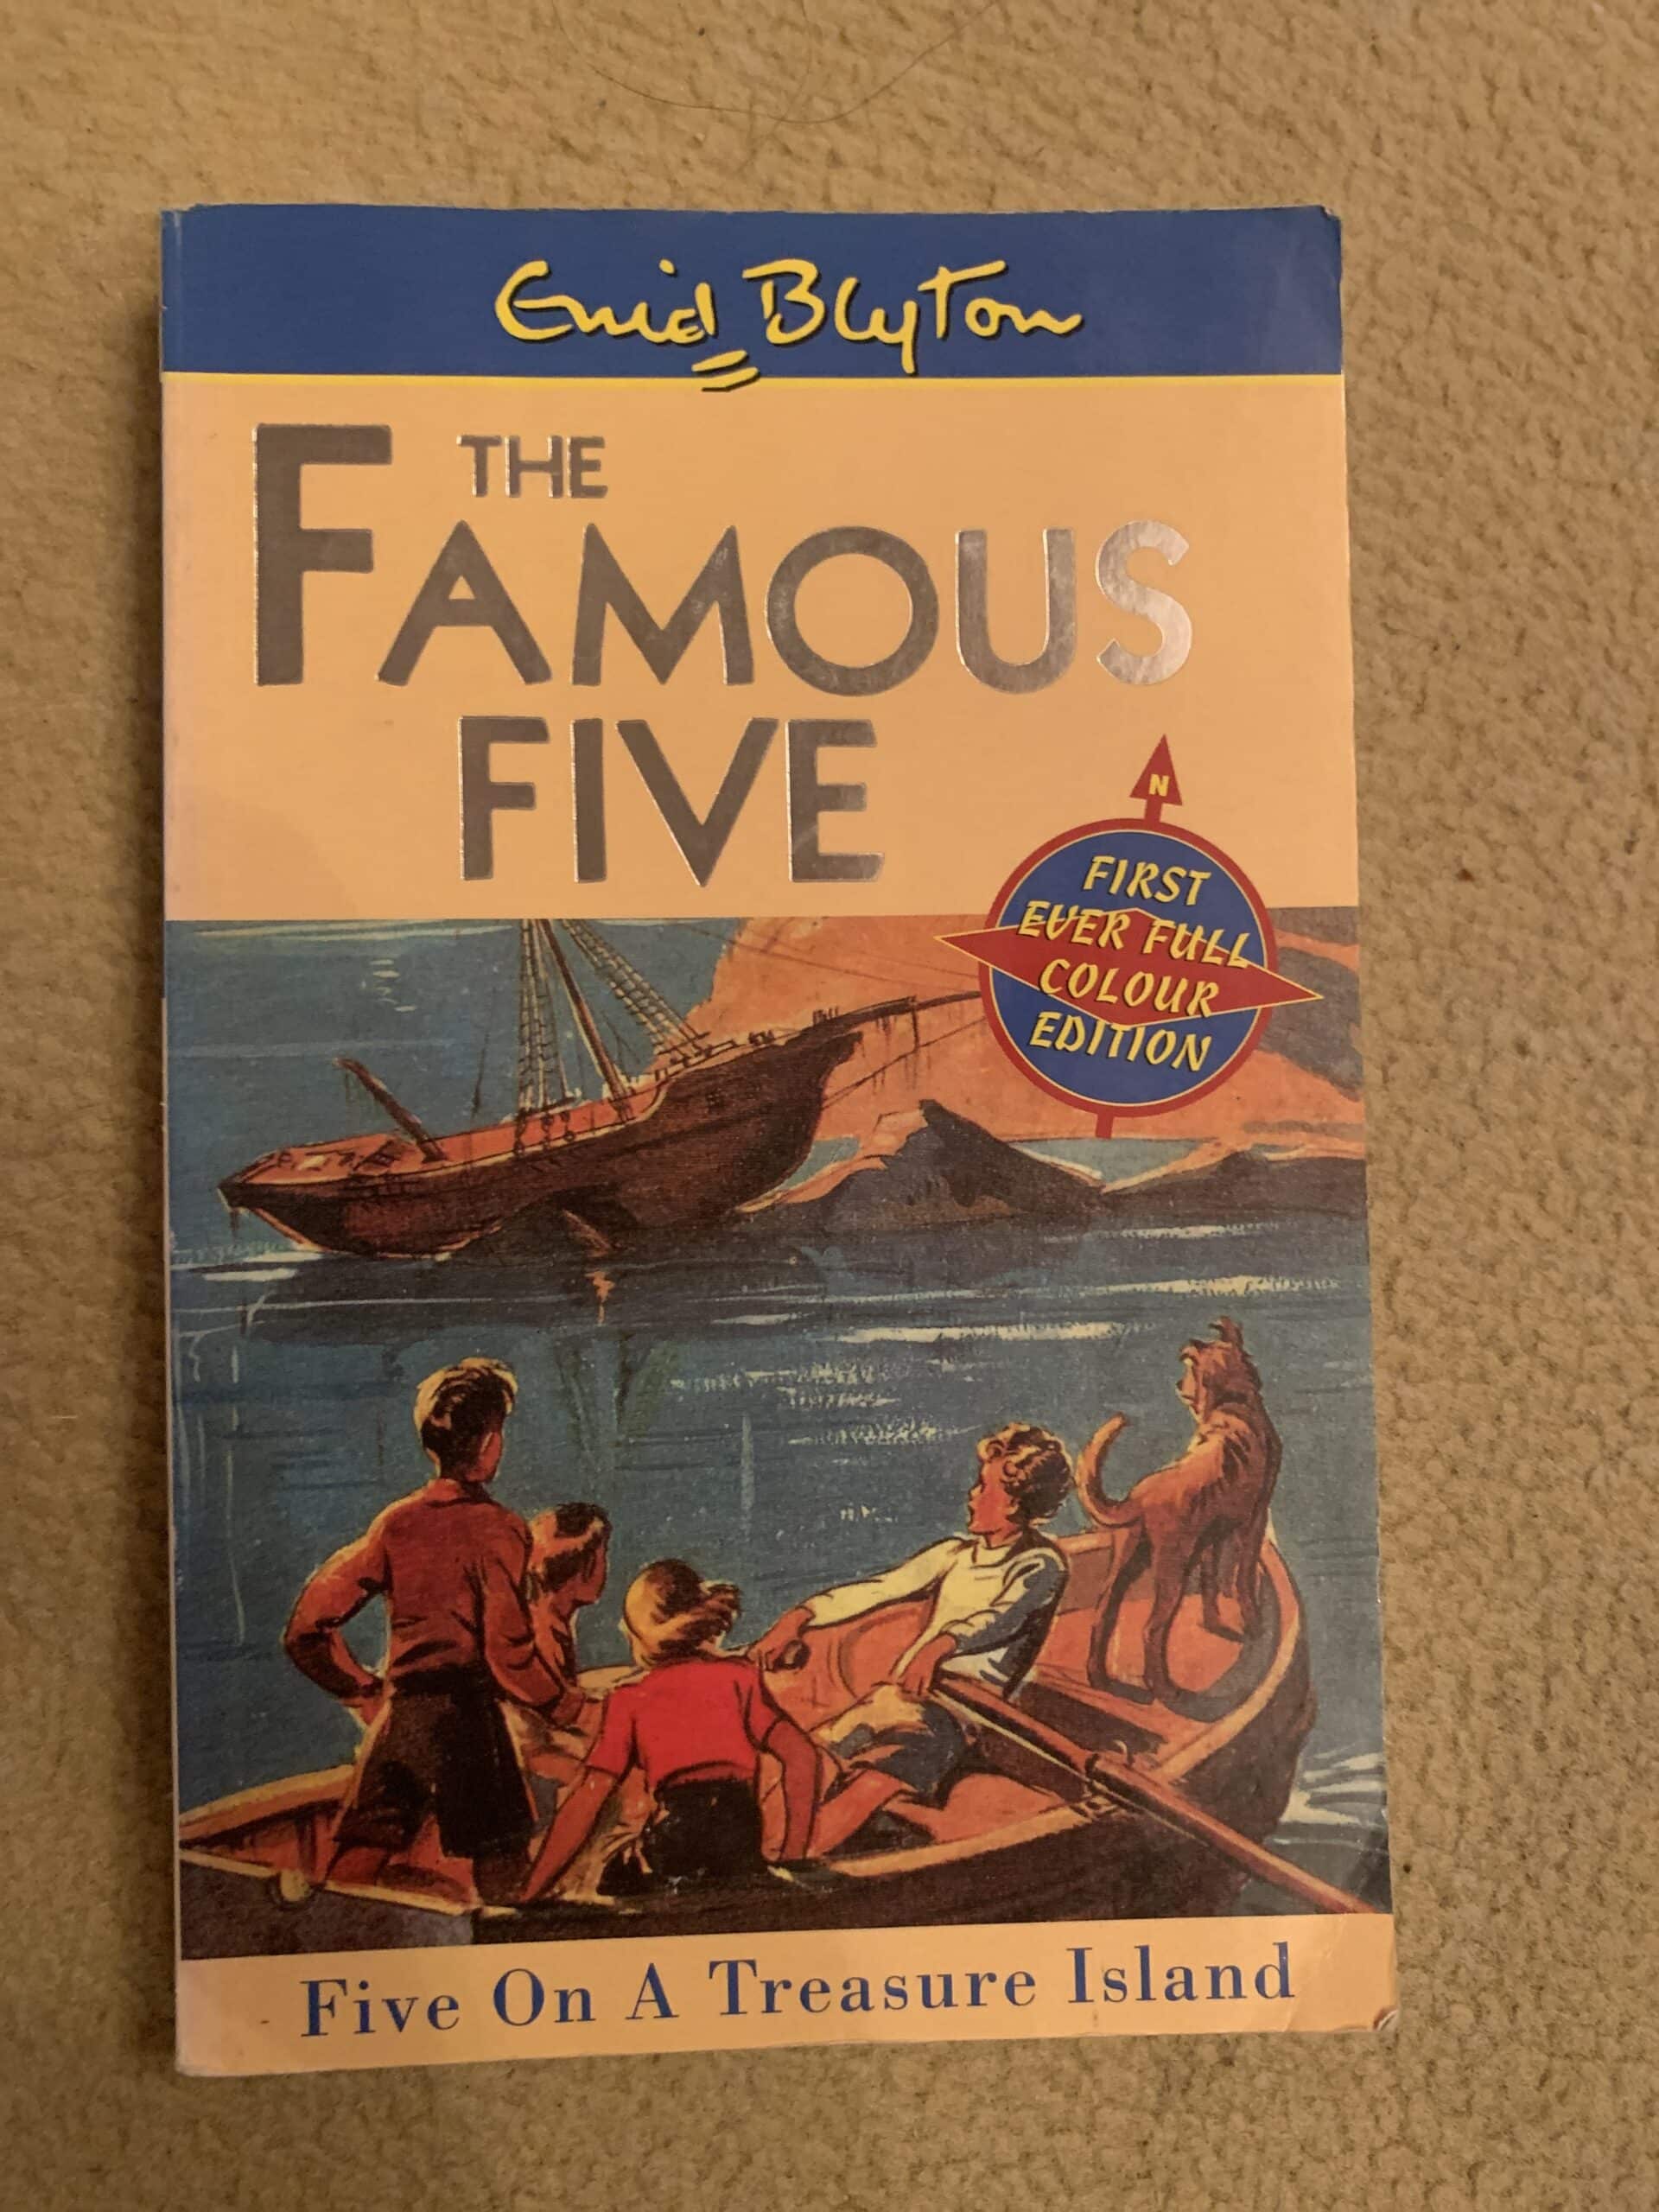 Enid Blyton
THE
FAMOUS
FIVE
N
FIRST
EVER FULL
COLOUR
EDITION
Five On A Treasure Island